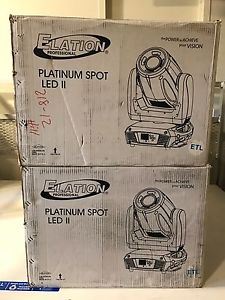 ELATION
PROFESSIONAL
the POWER to ACHIEVE
your VISION
PLATINUM SPOT
LED II
ETL
ELATION
PROFESSIONAL
the POWER to ACHIEVE
your VISION
PLATINUM SPOT
LED II
ETL